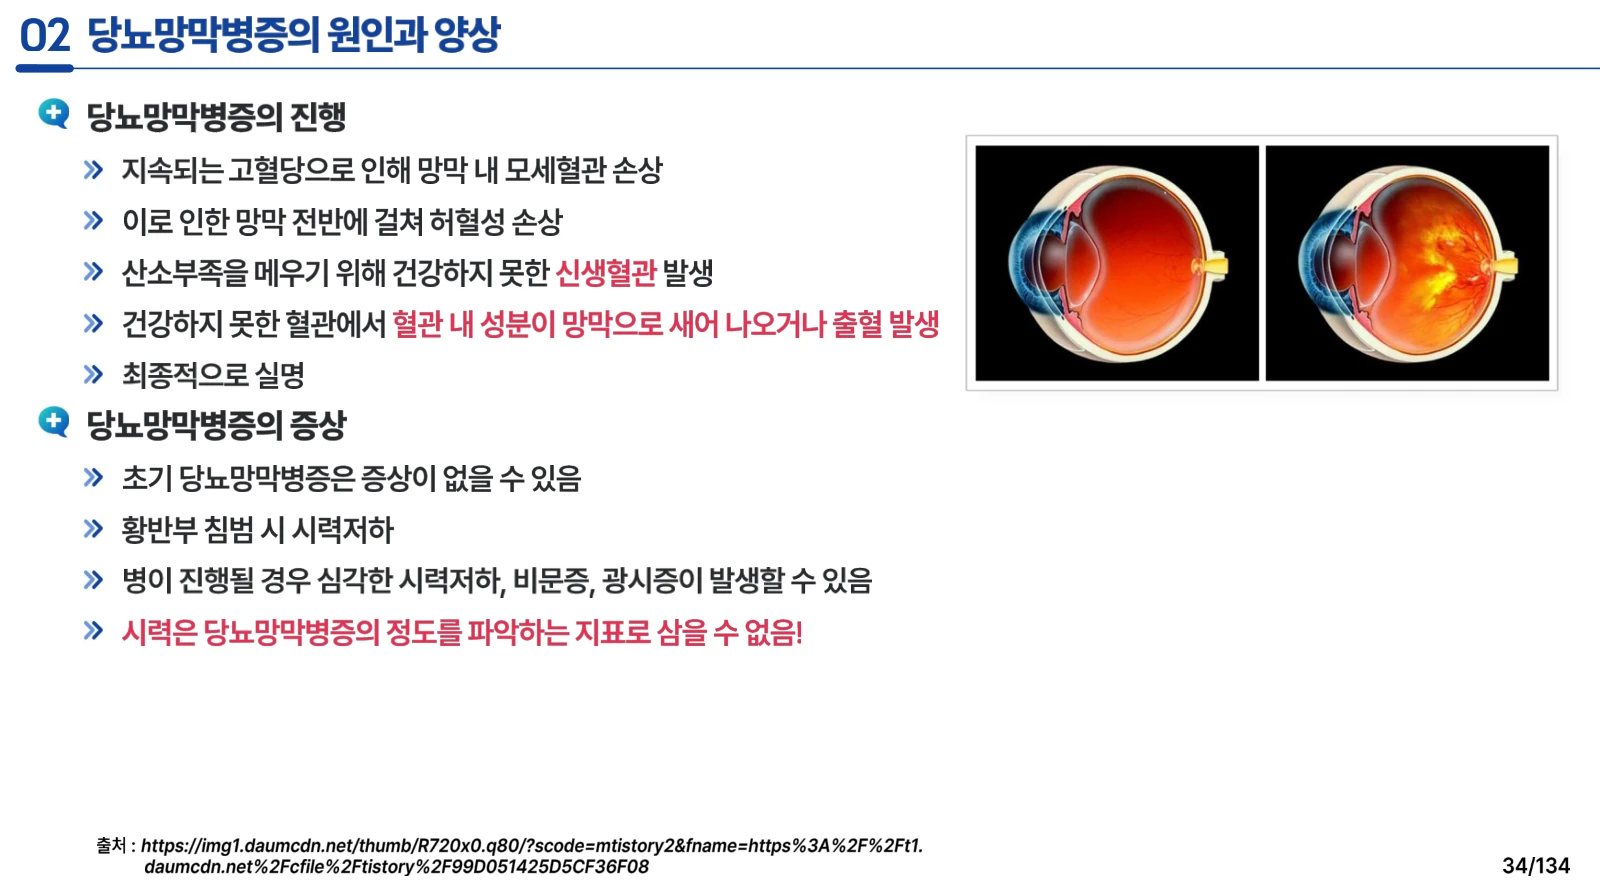 02 당뇨망막병증의 원인과 양상
당뇨망막병증의 진행
지속되는 고혈당으로 인해 망막 내 모세혈관 손상
이로 인한 망막 전반에 걸쳐 허혈성 손상
산소부족을 메우기 위해 건강하지 못한 신생혈관 발생
건강하지 못한 혈관에서 혈관 내 성분이 망막으로 새어 나오거나 출혈 발생
최종적으로 실명
당뇨망막병증의 증상
초기 당뇨망막병증은 증상이 없을 수 있음
황반부 침범 시 시력저하
병이 진행될 경우 심각한 시력저하, 비문증, 광시증이 발생할 수 있음
시력은 당뇨망막병증의 정도를 파악하는 지표로 삼을 수 없음!
출처 : https://img1.daumcdn.net/thumb/R720x0.q80/?scode=mtistory2&fname=https%3A%2F%2Ft1.
daumcdn.net%2Fcfile%2Ftistory%2F99D051425D5CF36F08
34/134